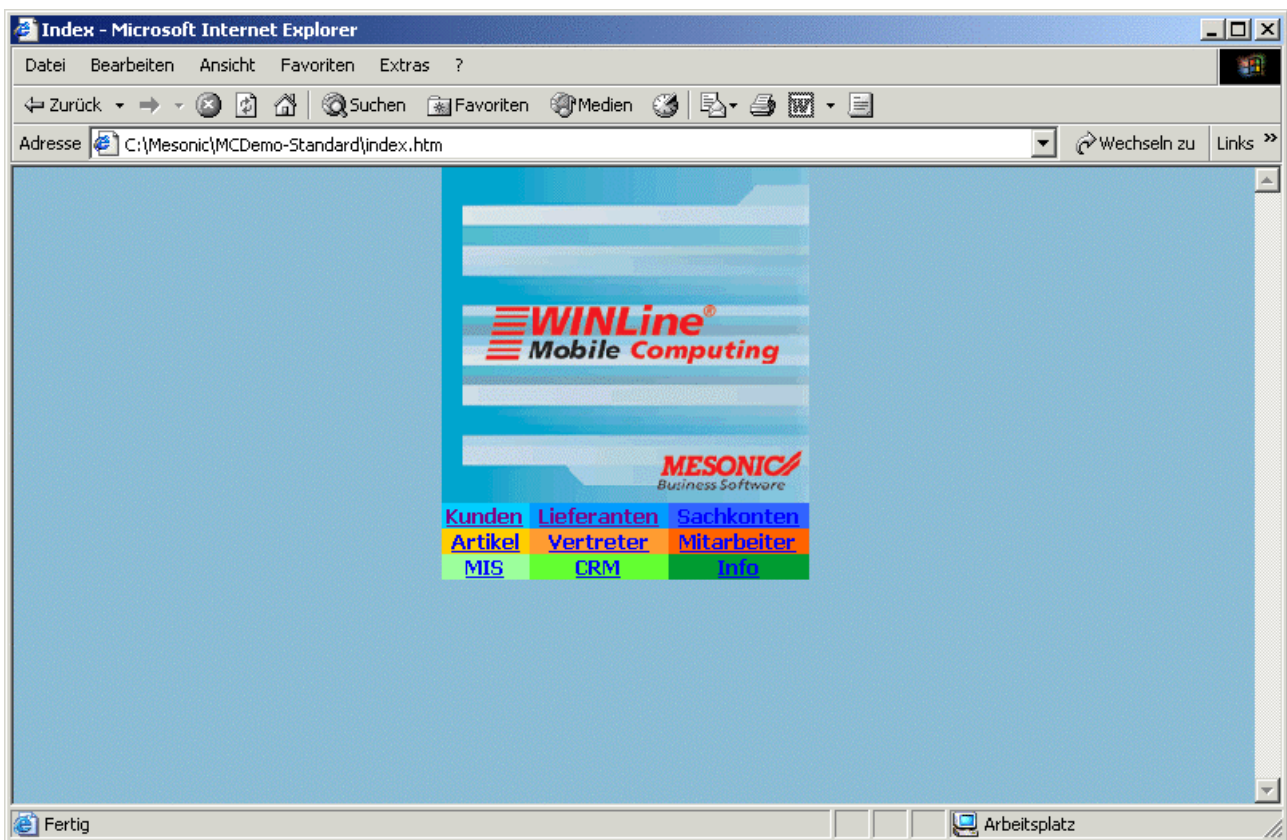 Index - Microsoft Internet Explorer
Datei Bearbeiten Ansicht Favoriten Extras ?
Zurück Suchen Favoriten Medien
Adresse C:\Mesonic\MCDemo-Standard\index.htm Wechseln zu Links »
WINLine®
Mobile Computing
MESONIC
Business Software
Kunden Lieferanten Sachkonten
Artikel Vertreter Mitarbeiter
MIS CRM Info
Fertig Arbeitsplatz